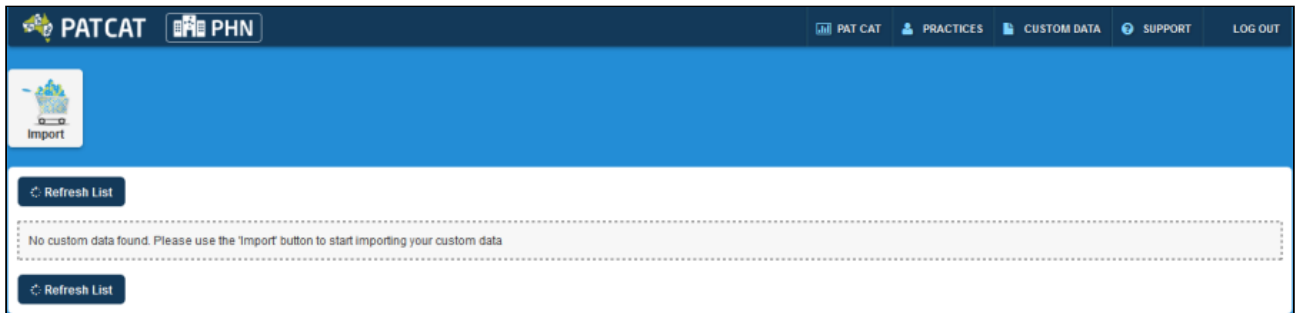 PATCAT PHN PAT CAT PRACTICES CUSTOM DATA SUPPORT LOG OUT
Import
Refresh List
No custom data found. Please use the 'Import' button to start importing your custom data
Refresh List